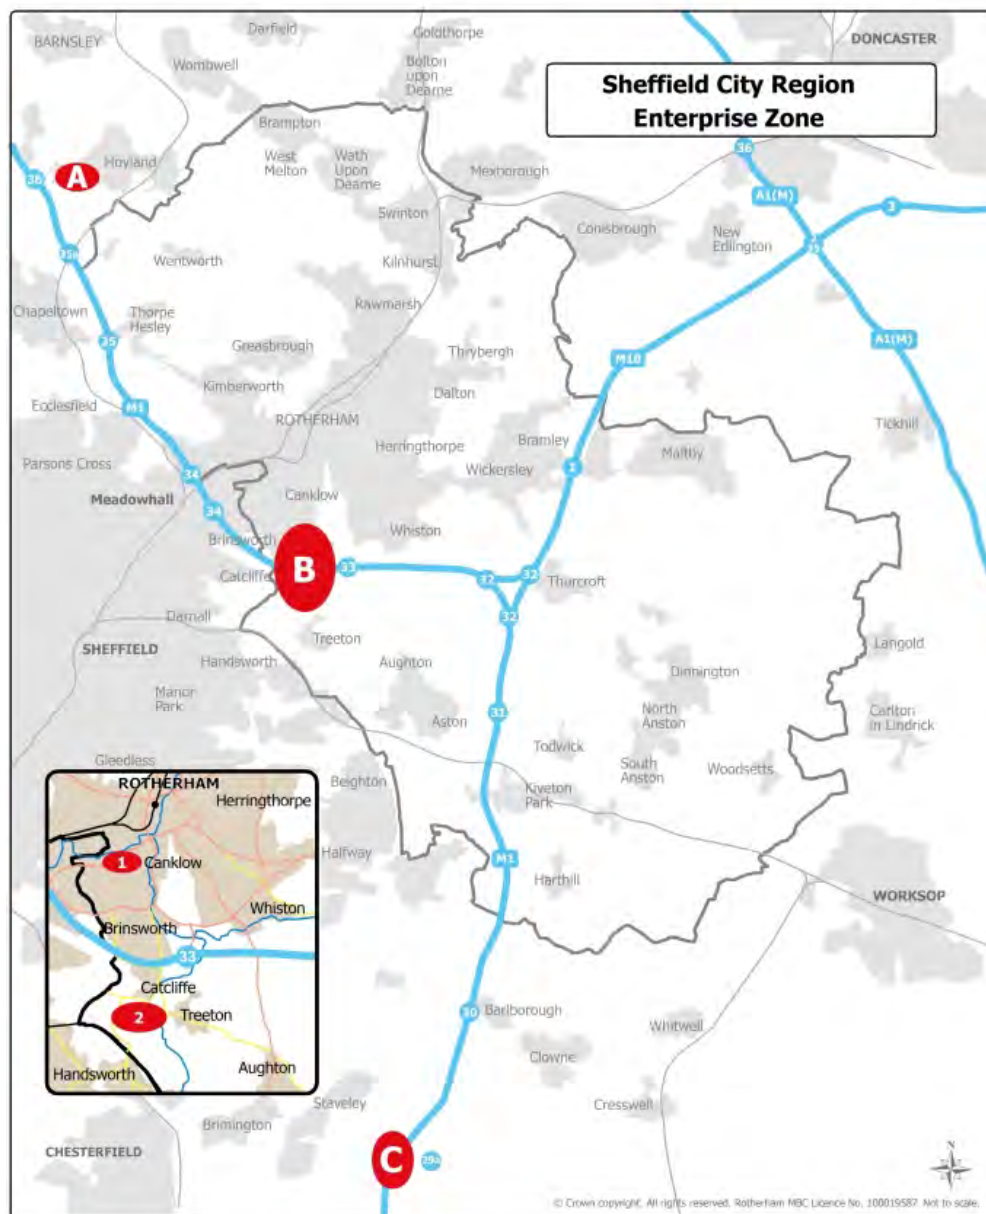 BARNSLEY
Darfield
Goldthorpe
DONCASTER
Wombwell
Bolton
upon
Dearne
Sheffield City Region
Enterprise Zone
Brampton
A
Hoyland
36
West
Melton
Wath
Upon
Dearne
Mexborough
36
A1(M)
3
Swinton
Conisbrough
New
Edlington
35a
Wentworth
Kilnhurst
Chapeltown
Thorpe
Hesley
Rawmarsh
35
Greasbrough
Thrybergh
M18
A1(M)
Kimberworth
Dalton
Ecclesfield
M1
ROTHERHAM
Tickhill
Parsons Cross
Herringthorpe
Bramley
Maltby
Wickersley
34
Meadowhall
Canklow
34
Whiston
Brinsworth
B
33
Catcliffe
32
32
Thurcroft
Darnall
32
Treeton
SHEFFIELD
Handsworth
Aughton
Langold
Dinnington
Manor
Park
31
Aston
North
Anston
Carlton
in Lindrick
Todwick
South
Anston
Woodsetts
Gleedless
Beighton
Kiveton
Park
Halfway
M1
Harthill
WORKSOP
ROTHERHAM
Herringthorpe
1
Canklow
Whiston
Brinsworth
33
Catcliffe
2
Treeton
Handsworth
Aughton
30
Barlborough
Whitwell
Clowne
Staveley
Cresswell
Brimington
CHESTERFIELD
C
29a
N
© Crown copyright. All rights reserved. Rotherham MBC Licence No. 100019587. Not to scale.